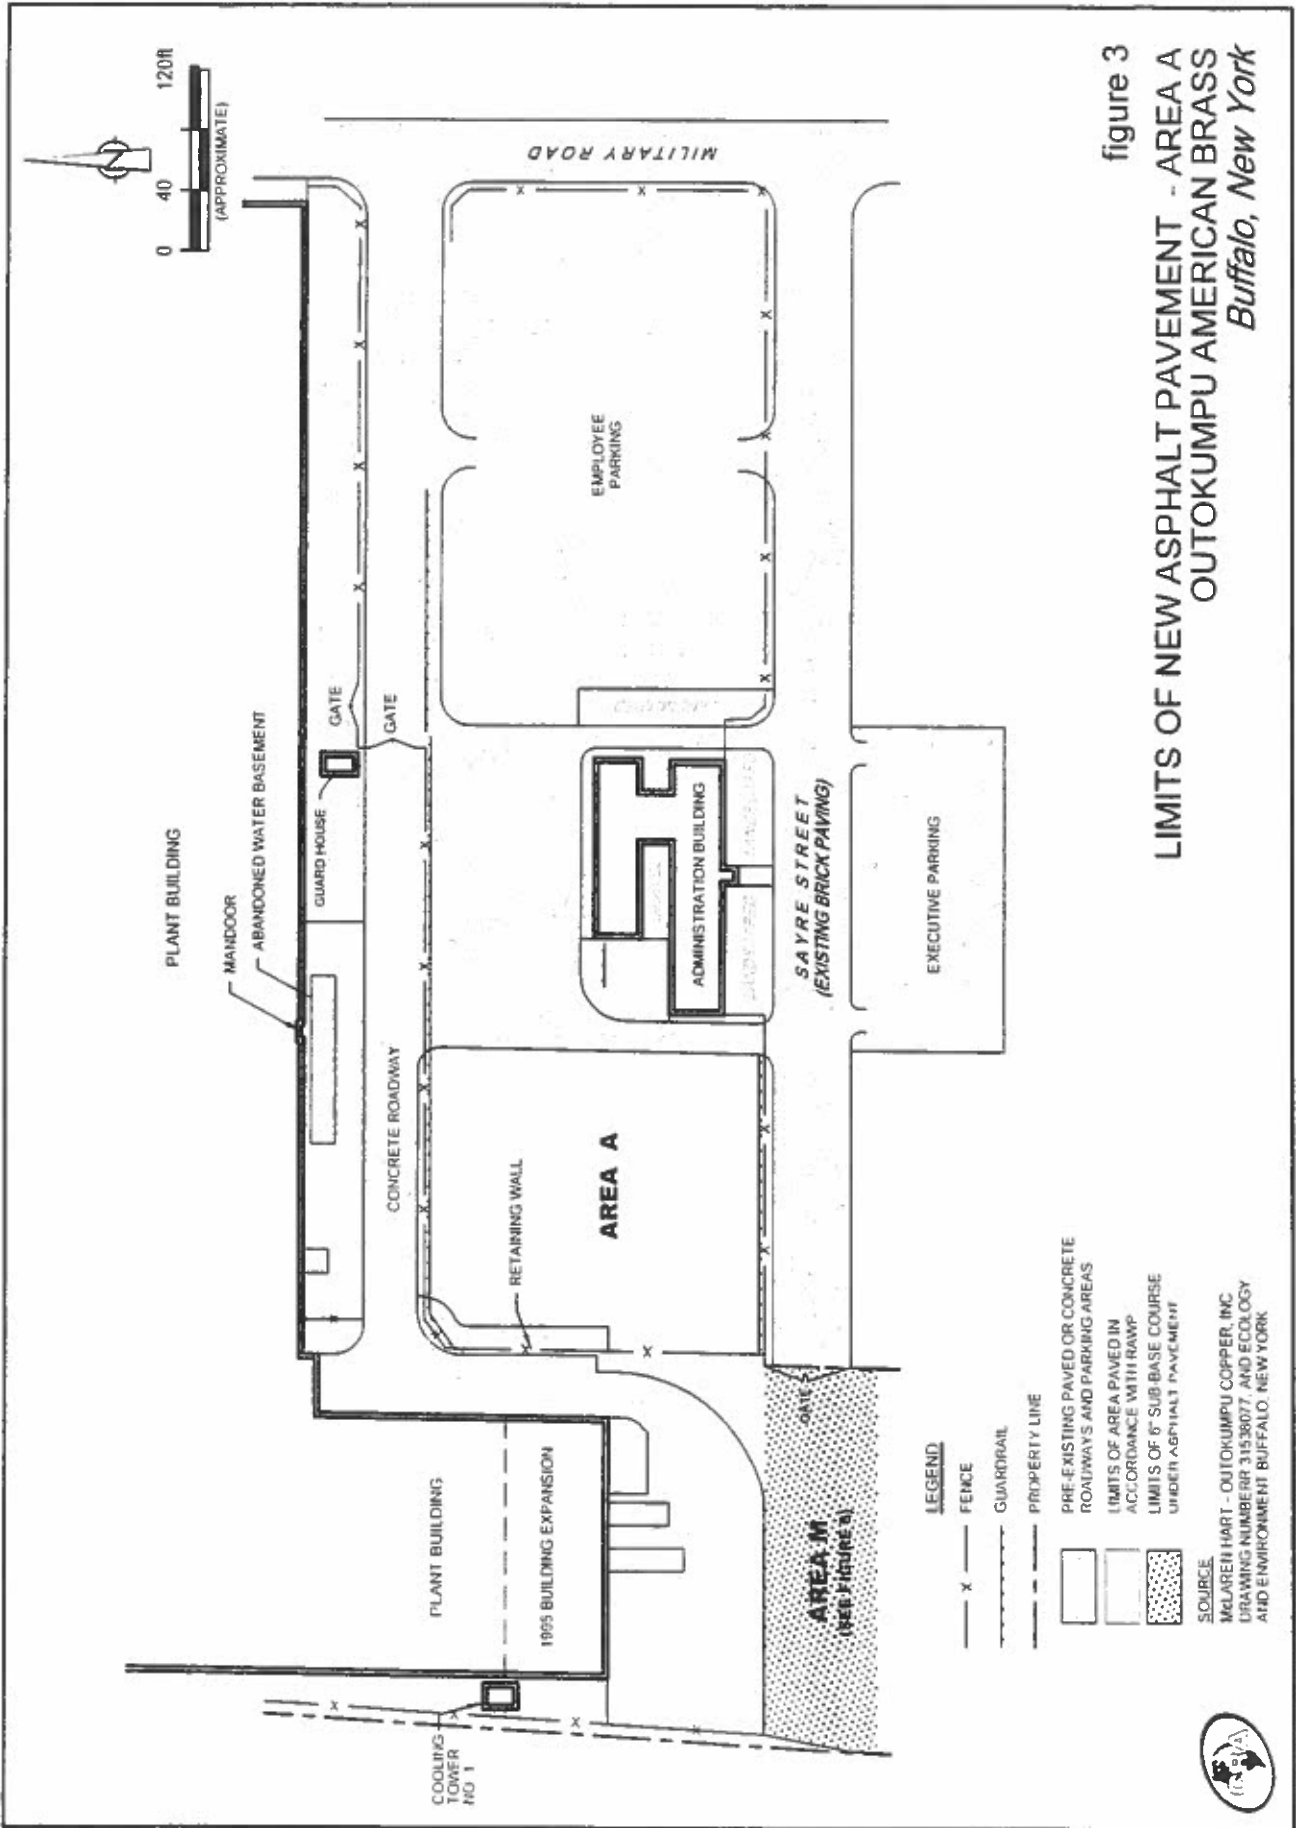 PLANT BUILDING
MANDOOR
ABANDONED WATER BASEMENT
GUARD HOUSE
GATE
GATE
0 40 120ft
(APPROXIMATE)
CONCRETE ROADWAY
MILITARY ROAD
PLANT BUILDING
1995 BUILDING EXPANSION
COOLING
TOWER
NO 1
RETAINING WALL
AREA A
ADMINISTRATION BUILDING
EMPLOYEE
PARKING
SAYRE STREET
(EXISTING BRICK PAVING)
GATE
AREA M
(SEE FIGURE 6)
EXECUTIVE PARKING
LEGEND
x FENCE
GUARDRAIL
PROPERTY LINE
PRE-EXISTING PAVED OR CONCRETE
ROADWAYS AND PARKING AREAS
LIMITS OF AREA PAVED IN
ACCORDANCE WITH RAWP
LIMITS OF 6" SUB-BASE COURSE
UNDER ASPHALT PAVEMENT
SOURCE
McLAREN HART - OUTOKUMPU COPPER, INC
DRAWING NUMBERR 31538077, AND ECOLOGY
AND ENVIRONMENT BUFFALO, NEW YORK
figure 3
LIMITS OF NEW ASPHALT PAVEMENT - AREA A
OUTOKUMPU AMERICAN BRASS
Buffalo, New York